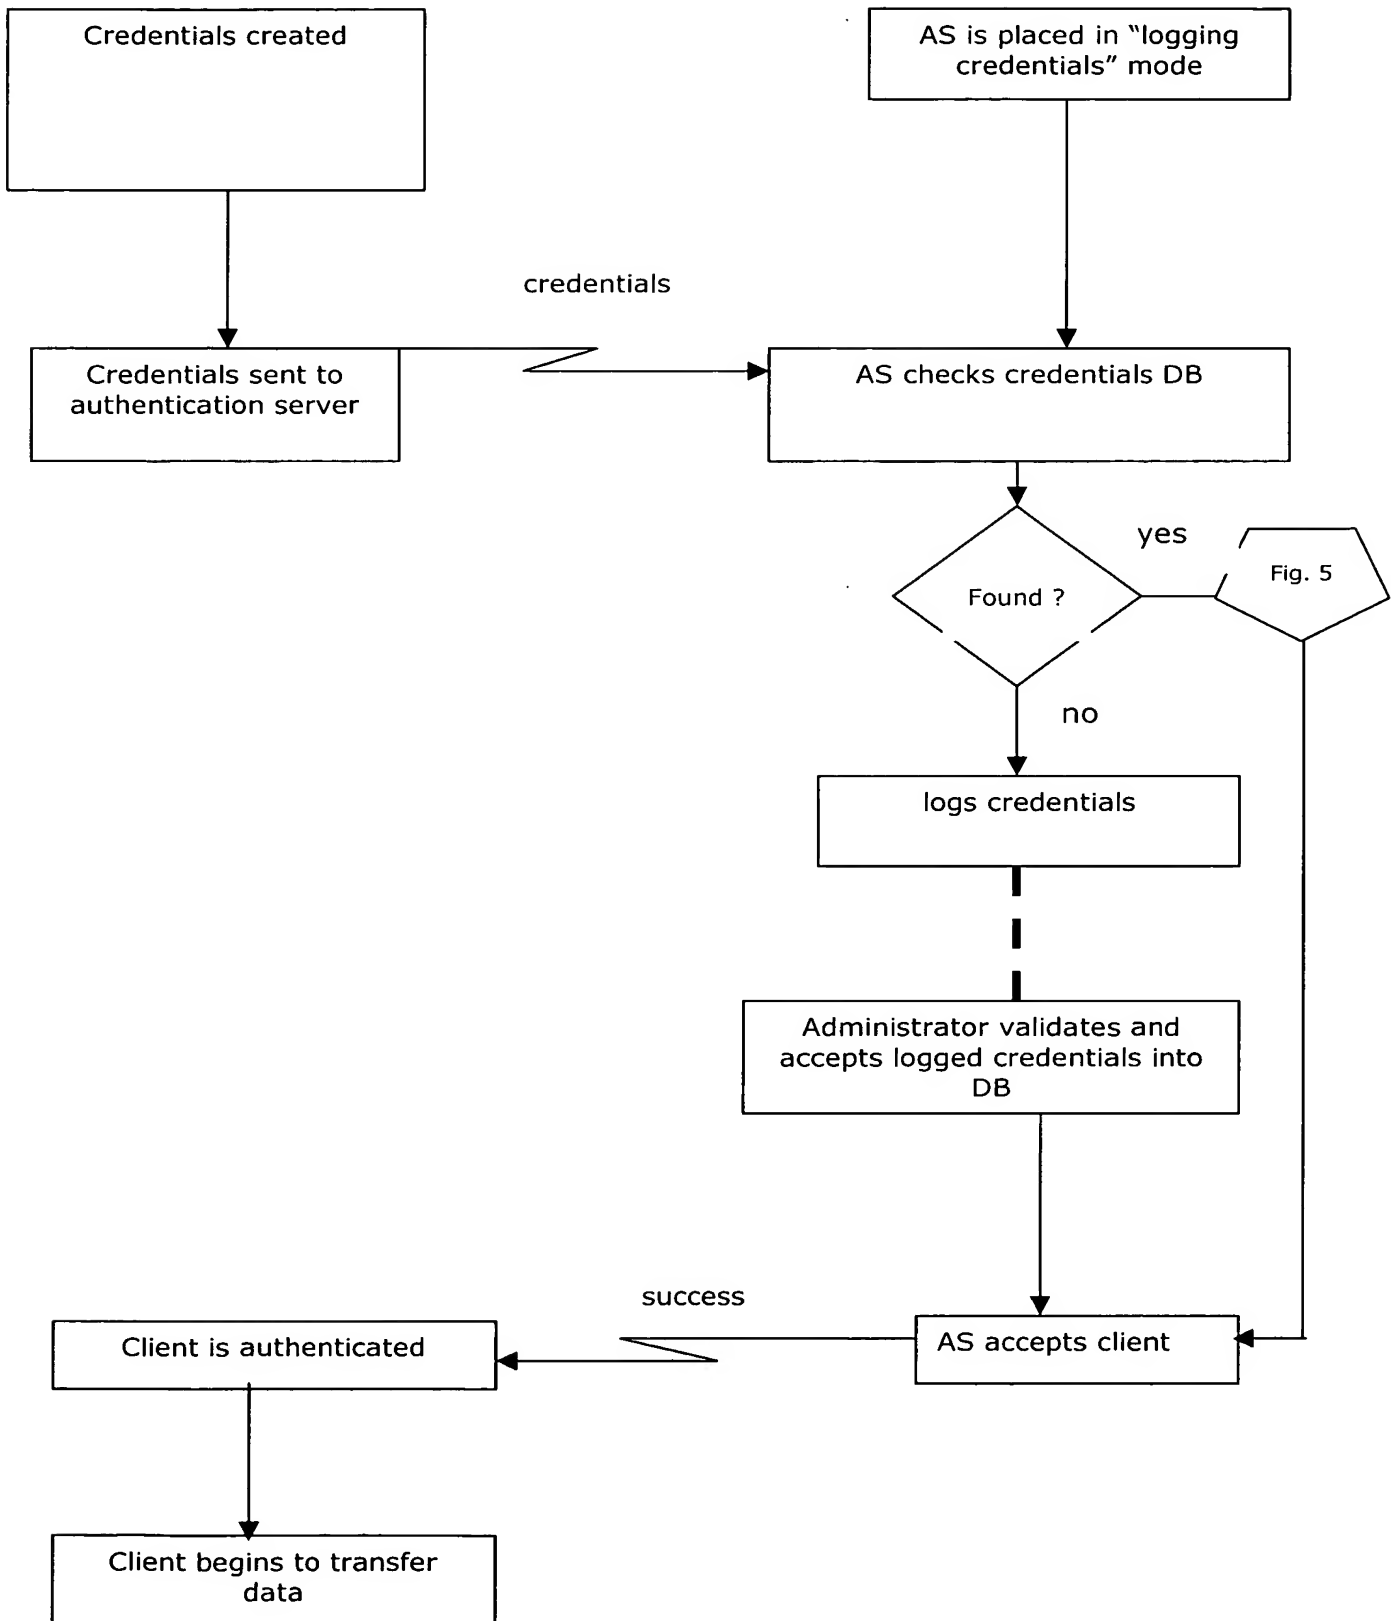 Credentials created
AS is placed in “logging
credentials” mode
credentials
Credentials sent to
authentication server
AS checks credentials DB
yes
Fig. 5
Found ?
no
logs credentials
Administrator validates and
accepts logged credentials into
DB
success
AS accepts client
Client is authenticated
Client begins to transfer
data